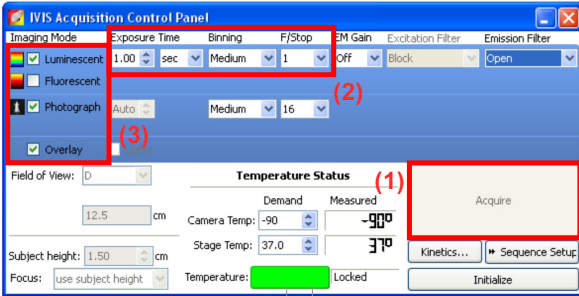 IVIS Acquisition Control Panel
Imaging Mode Exposure Time Binning F/Stop EM Gain Excitation Filter Emission Filter
Luminescent 1.00 sec Medium 1 Off Block Open
Fluorescent
(2)
Photograph Auto Medium 16
(3)
Overlay
Field of View: D Temperature Status (1)
Acquire
Demand Measured
12.5 cm Camera Temp: -90 -90º
Subject height: 1.50 cm Stage Temp: 37.0 37º Kinetics... Sequence Setup
Focus: use subject height Temperature: Locked Initialize